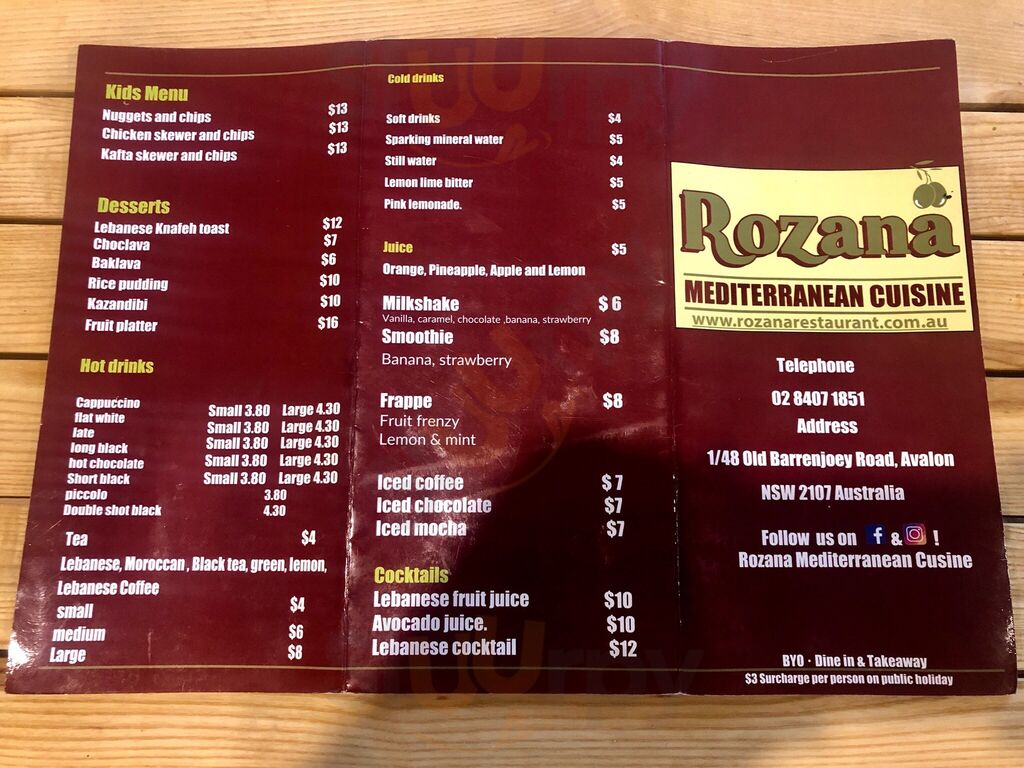 Kids Menu
Nuggets and chips $13
Chicken skewer and chips $13
Kafta skewer and chips $13
Desserts
Lebanese Knafeh toast $12
Choclava $7
Baklava $6
Rice pudding $10
Kazandibi $10
Fruit platter $16
Hot drinks
Cappuccino Small 3.80 Large 4.30
flat white Small 3.80 Large 4.30
late Small 3.80 Large 4.30
long black Small 3.80 Large 4.30
hot chocolate Small 3.80 Large 4.30
Short black
piccolo 3.80
Double shot black 4.30
Tea $4
Lebanese, Moroccan , Black tea, green, lemon,
Lebanese Coffee
small $4
medium $6
Large $8
Cold drinks
Soft drinks $4
Sparking mineral water $5
Still water $4
Lemon lime bitter $5
Pink lemonade. $5
Juice $5
Orange, Pineapple, Apple and Lemon
Milkshake $6
Vanilla, caramel, chocolate ,banana, strawberry
Smoothie $8
Banana, strawberry
Frappe $8
Fruit frenzy
Lemon & mint
Iced coffee $7
Iced chocolate $7
Iced mocha $7
Cocktails
Lebanese fruit juice $10
Avocado juice. $10
Lebanese cocktail $12
Rozana
MEDITERRANEAN CUISINE
www.rozanarestaurant.com.au
Telephone
02 8407 1851
Address
1/48 Old Barrenjoey Road, Avalon
NSW 2107 Australia
Follow us on f & !
Rozana Mediterranean Cusine
BYO · Dine in & Takeaway
$3 Surcharge per person on public holiday